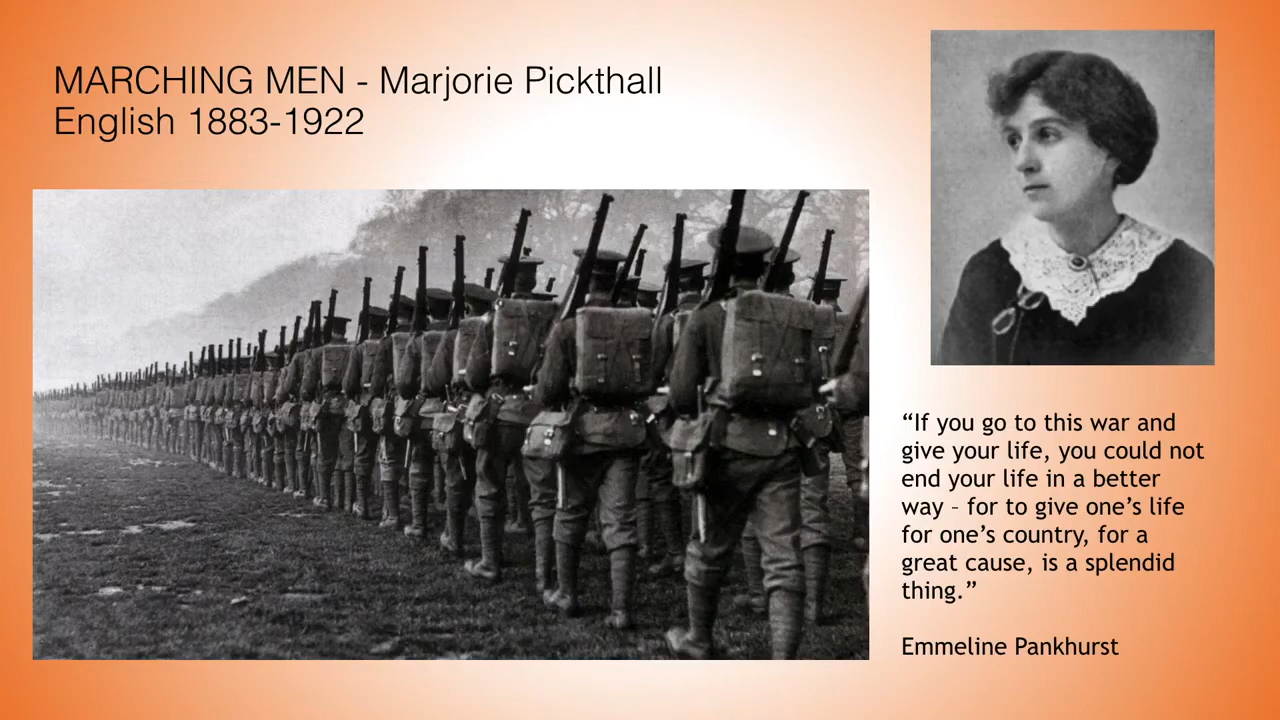 MARCHING MEN - Marjorie Pickthall
English 1883-1922
“If you go to this war and
give your life, you could not
end your life in a better
way – for to give one’s life
for one’s country, for a
great cause, is a splendid
thing.”
Emmeline Pankhurst